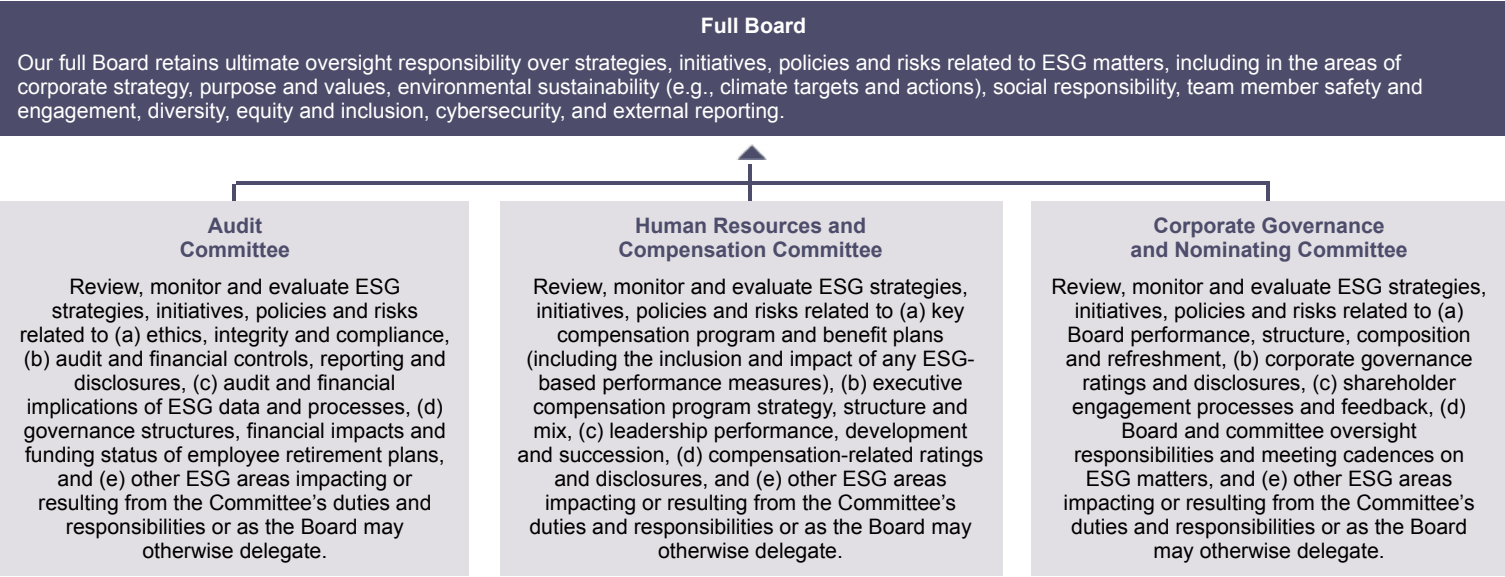 Full Board
Our full Board retains ultimate oversight responsibility over strategies, initiatives, policies and risks related to ESG matters, including in the areas of
corporate strategy, purpose and values, environmental sustainability (e.g., climate targets and actions), social responsibility, team member safety and
engagement, diversity, equity and inclusion, cybersecurity, and external reporting.
Audit
Committee
Review, monitor and evaluate ESG
strategies, initiatives, policies and risks
related to (a) ethics, integrity and compliance,
(b) audit and financial controls, reporting and
disclosures, (c) audit and financial
implications of ESG data and processes, (d)
governance structures, financial impacts and
funding status of employee retirement plans,
and (e) other ESG areas impacting or
resulting from the Committee’s duties and
responsibilities or as the Board may
otherwise delegate.
Human Resources and
Compensation Committee
Review, monitor and evaluate ESG strategies,
initiatives, policies and risks related to (a) key
compensation program and benefit plans
(including the inclusion and impact of any ESG-
based performance measures), (b) executive
compensation program strategy, structure and
mix, (c) leadership performance, development
and succession, (d) compensation-related ratings
and disclosures, and (e) other ESG areas
impacting or resulting from the Committee’s
duties and responsibilities or as the Board may
otherwise delegate.
Corporate Governance
and Nominating Committee
Review, monitor and evaluate ESG strategies,
initiatives, policies and risks related to (a)
Board performance, structure, composition
and refreshment, (b) corporate governance
ratings and disclosures, (c) shareholder
engagement processes and feedback, (d)
Board and committee oversight
responsibilities and meeting cadences on
ESG matters, and (e) other ESG areas
impacting or resulting from the Committee’s
duties and responsibilities or as the Board
may otherwise delegate.